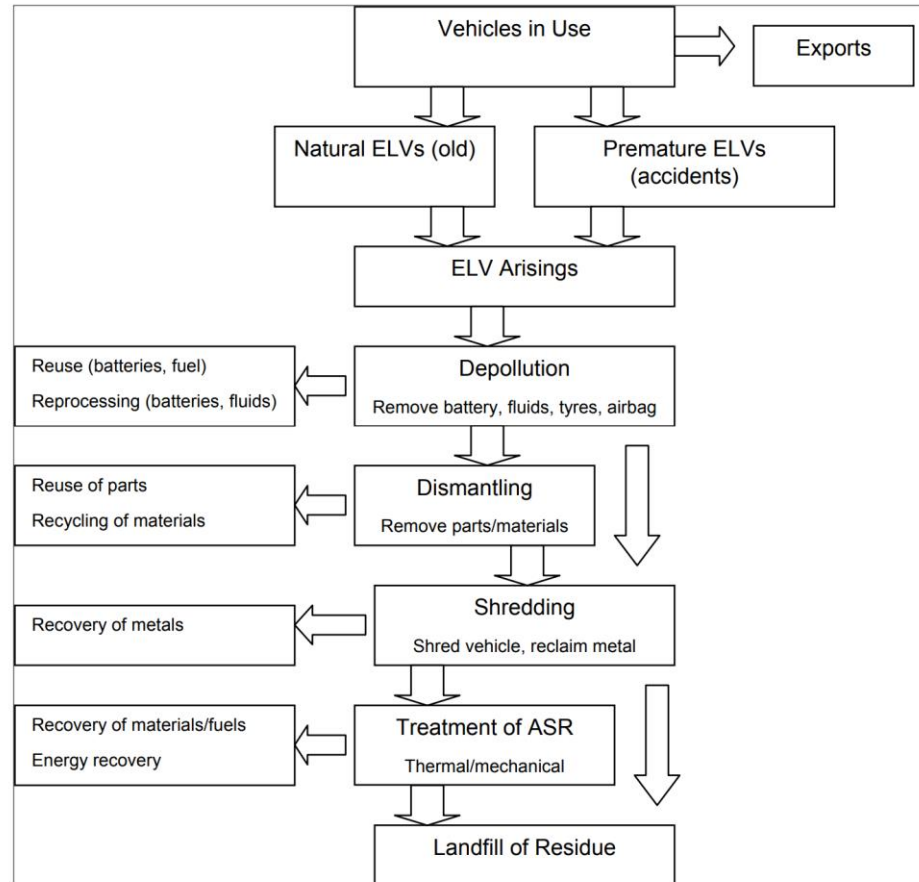 Vehicles in Use
Exports
Natural ELVs (old)
Premature ELVs
(accidents)
ELV Arisings
Reuse (batteries, fuel)
Reprocessing (batteries, fluids)
Depollution
Remove battery, fluids, tyres, airbag
Reuse of parts
Recycling of materials
Dismantling
Remove parts/materials
Recovery of metals
Shredding
Shred vehicle, reclaim metal
Recovery of materials/fuels
Energy recovery
Treatment of ASR
Thermal/mechanical
Landfill of Residue